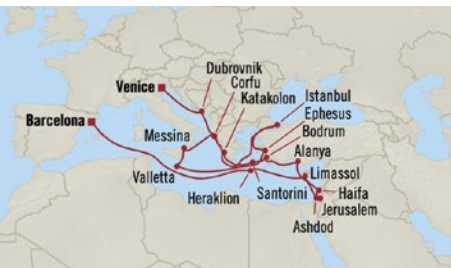 Dubrovnik
Venice
Corfu
Istanbul
Katakolon
Ephesus
Barcelona
Bodrum
Messina
Alanya
Limassol
Valletta
Haifa
Heraklion
Santorini
Jerusalem
Ashdod